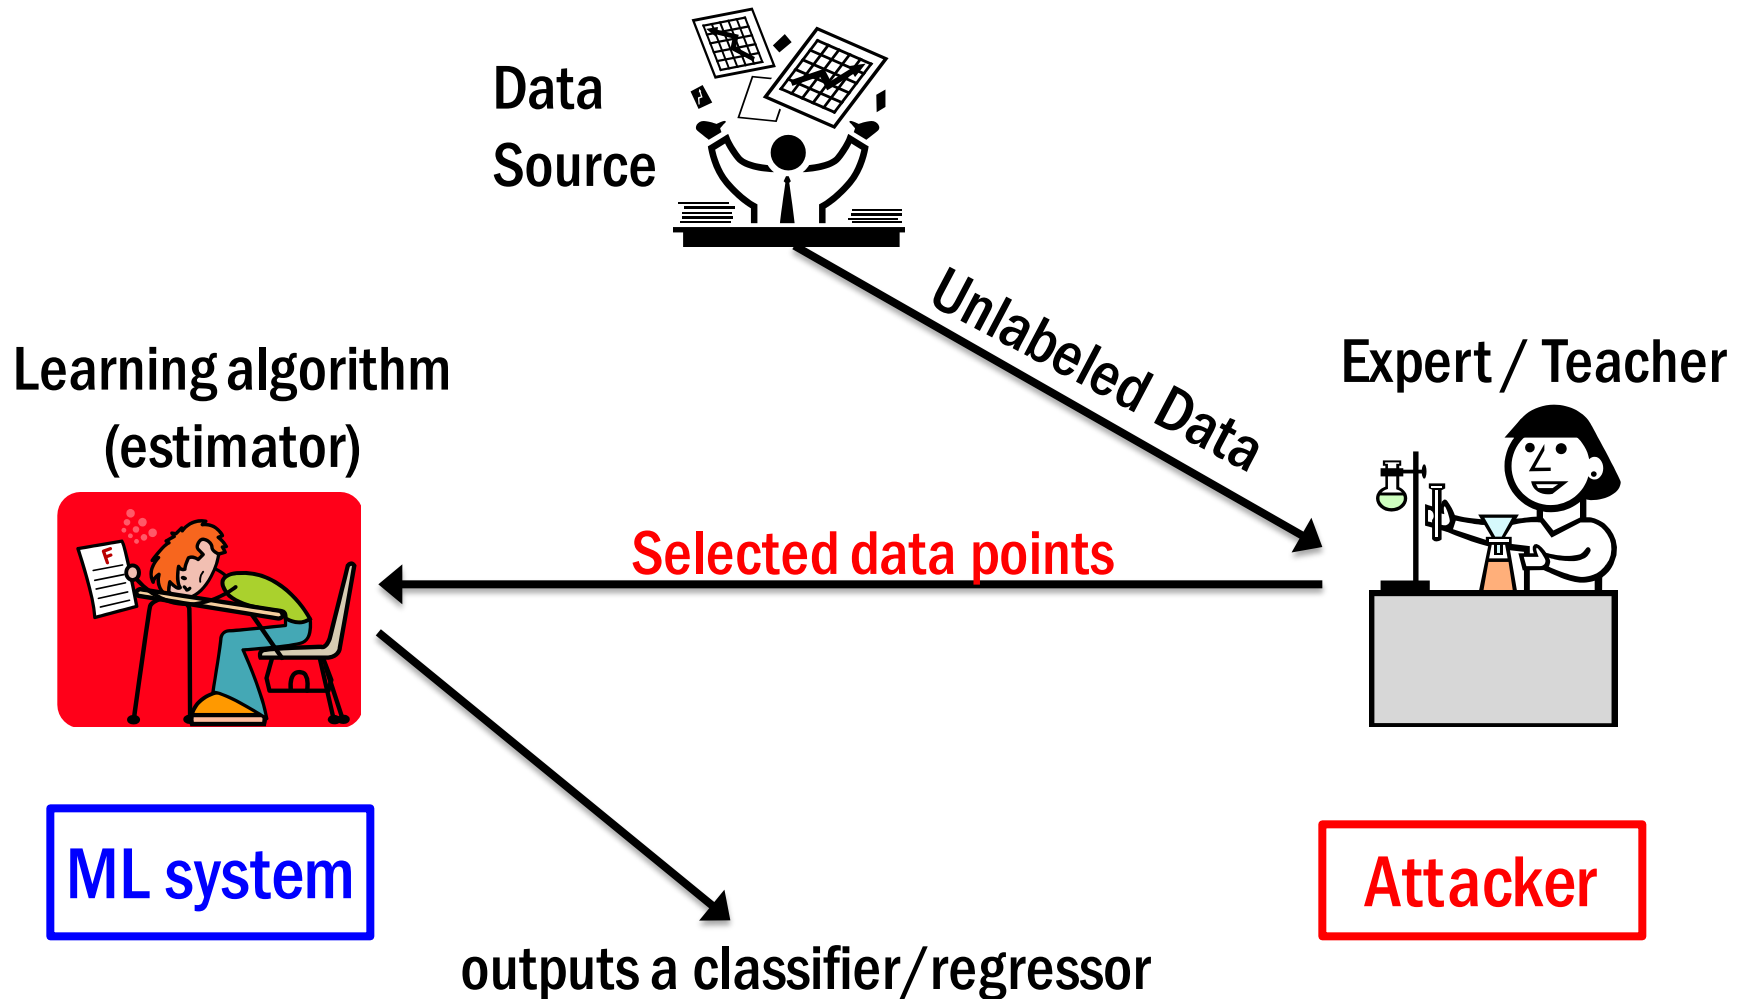 Data
Source
Unlabeled Data
Learning algorithm
(estimator)
Expert / Teacher
F
Selected data points
ML system
Attacker
outputs a classifier/regressor